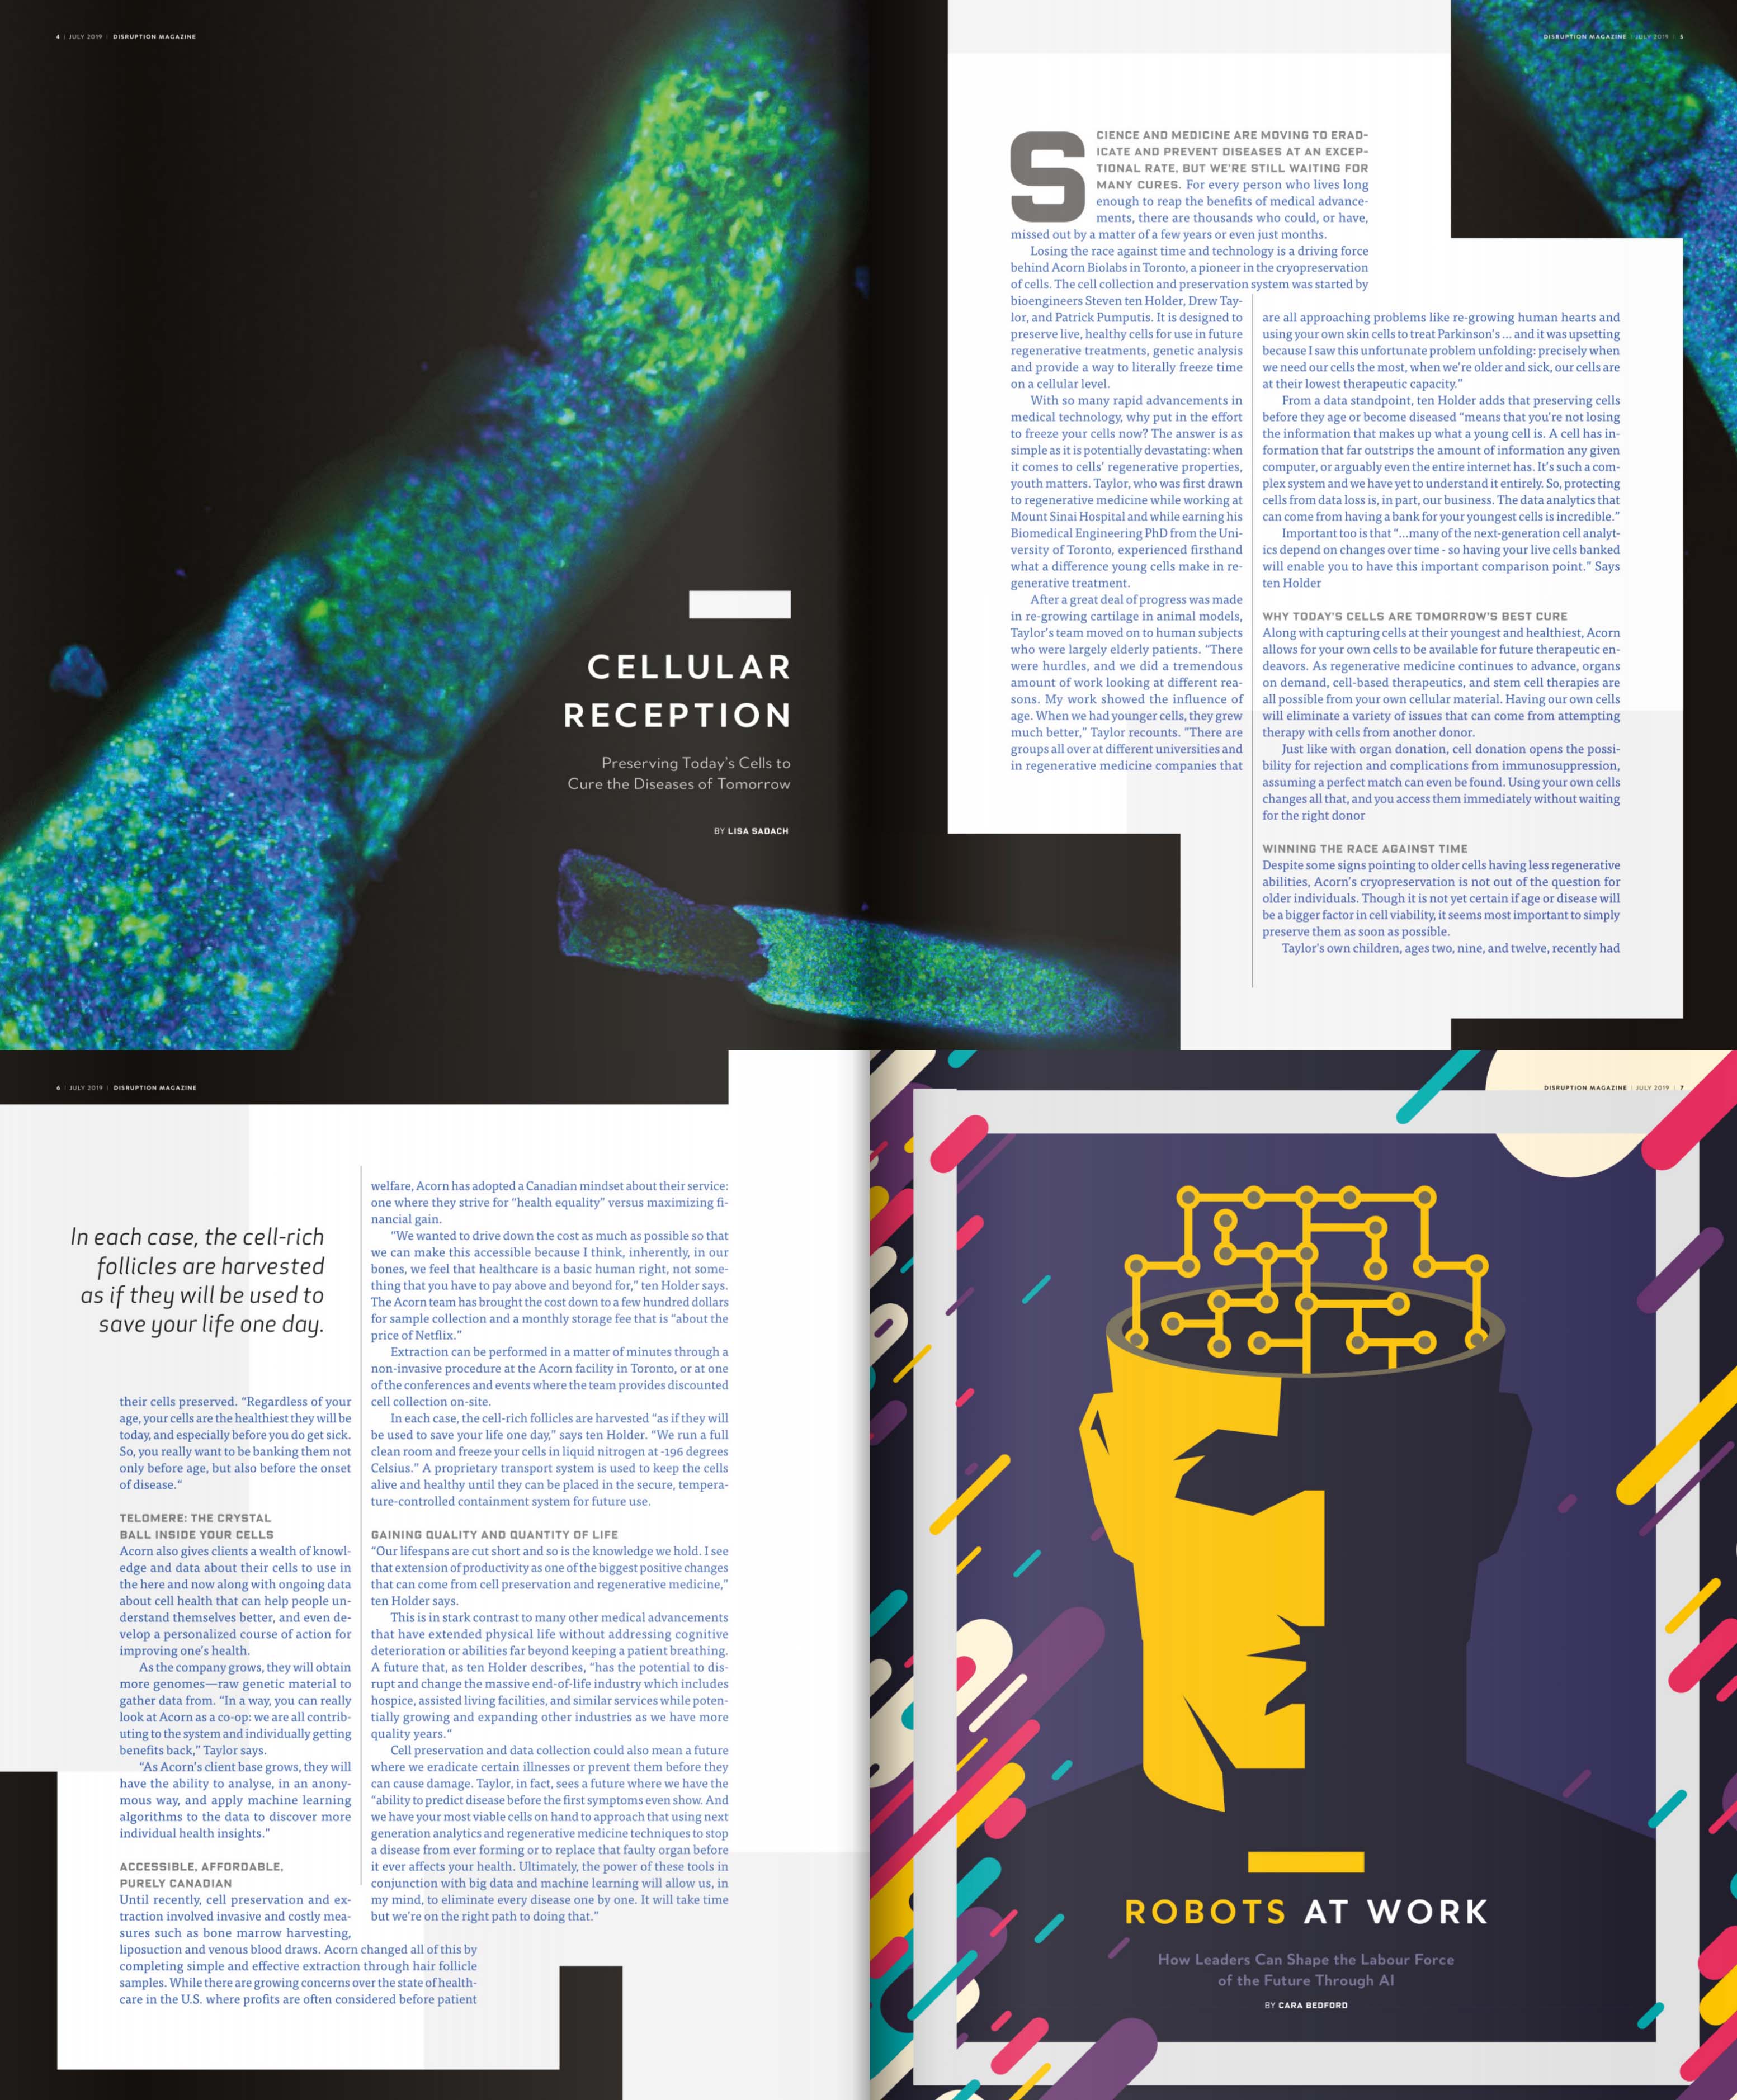 4 | JULY 2019 | DISRUPTION MAGAZINE
CELLULAR
RECEPTION
Preserving Today's Cells to
Cure the Diseases of Tomorrow
BY LISA SADACH
DISRUPTION MAGAZINE | JULY 2019 | 5
SCIENCE AND MEDICINE ARE MOVING TO ERAD-
ICATE AND PREVENT DISEASES AT AN EXCEP-
TIONAL RATE, BUT WE'RE STILL WAITING FOR
MANY CURES. For every person who lives long
enough to reap the benefits of medical advance-
ments, there are thousands who could, or have,
missed out by a matter of a few years or even just months.
Losing the race against time and technology is a driving force
behind Acorn Biolabs in Toronto, a pioneer in the cryopreservation
of cells. The cell collection and preservation system was started by
bioengineers Steven ten Holder, Drew Tay-
lor, and Patrick Pumputis. It is designed to
preserve live, healthy cells for use in future
regenerative treatments, genetic analysis
and provide a way to literally freeze time
on a cellular level.
With so many rapid advancements in
medical technology, why put in the effort
to freeze your cells now? The answer is as
simple as it is potentially devastating: when
it comes to cells' regenerative properties,
youth matters. Taylor, who was first drawn
to regenerative medicine while working at
Mount Sinai Hospital and while earning his
Biomedical Engineering PhD from the Uni-
versity of Toronto, experienced firsthand
what a difference young cells make in re-
generative treatment.
After a great deal of progress was made
in re-growing cartilage in animal models,
Taylor's team moved on to human subjects
who were largely elderly patients. "There
were hurdles, and we did a tremendous
amount of work looking at different rea-
sons. My work showed the influence of
age. When we had younger cells, they grew
much better," Taylor recounts. "There are
groups all over at different universities and
in regenerative medicine companies that
are all approaching problems like re-growing human hearts and
using your own skin cells to treat Parkinson's ... and it was upsetting
because I saw this unfortunate problem unfolding: precisely when
we need our cells the most, when we're older and sick, our cells are
at their lowest therapeutic capacity."
From a data standpoint, ten Holder adds that preserving cells
before they age or become diseased "means that you're not losing
the information that makes up what a young cell is. A cell has in-
formation that far outstrips the amount of information any given
computer, or arguably even the entire internet has. It's such a com-
plex system and we have yet to understand it entirely. So, protecting
cells from data loss is, in part, our business. The data analytics that
can come from having a bank for your youngest cells is incredible."
Important too is that "...many of the next-generation cell analyt-
ics depend on changes over time - so having your live cells banked
will enable you to have this important comparison point." Says
ten Holder
WHY TODAY'S CELLS ARE TOMORROW'S BEST CURE
Along with capturing cells at their youngest and healthiest, Acorn
allows for your own cells to be available for future therapeutic en-
deavors. As regenerative medicine continues to advance, organs
on demand, cell-based therapeutics, and stem cell therapies are
all possible from your own cellular material. Having our own cells
will eliminate a variety of issues that can come from attempting
therapy with cells from another donor.
Just like with organ donation, cell donation opens the possi-
bility for rejection and complications from immunosuppression,
assuming a perfect match can even be found. Using your own cells
changes all that, and you access them immediately without waiting
for the right donor
WINNING THE RACE AGAINST TIME
Despite some signs pointing to older cells having less regenerative
abilities, Acorn's cryopreservation is not out of the question for
older individuals. Though it is not yet certain if age or disease will
be a bigger factor in cell viability, it seems most important to simply
preserve them as soon as possible.
Taylor's own children, ages two, nine, and twelve, recently had
6 | JULY 2019 | DISRUPTION MAGAZINE
In each case, the cell-rich
follicles are harvested
as if they will be used to
save your life one day.
their cells preserved. "Regardless of your
age, your cells are the healthiest they will be
today, and especially before you do get sick.
So, you really want to be banking them not
only before age, but also before the onset
of disease."
TELOMERE: THE CRYSTAL
BALL INSIDE YOUR CELLS
Acorn also gives clients a wealth of knowl-
edge and data about their cells to use in
the here and now along with ongoing data
about cell health that can help people un-
derstand themselves better, and even de-
velop a personalized course of action for
improving one's health.
As the company grows, they will obtain
more genomes—raw genetic material to
gather data from. "In a way, you can really
look at Acorn as a co-op: we are all contrib-
uting to the system and individually getting
benefits back," Taylor says.
"As Acorn's client base grows, they will
have the ability to analyse, in an anony-
mous way, and apply machine learning
algorithms to the data to discover more
individual health insights."
ACCESSIBLE, AFFORDABLE,
PURELY CANADIAN
Until recently, cell preservation and ex-
traction involved invasive and costly mea-
sures such as bone marrow harvesting,
liposuction and venous blood draws. Acorn changed all of this by
completing simple and effective extraction through hair follicle
samples. While there are growing concerns over the state of health-
care in the U.S. where profits are often considered before patient
welfare, Acorn has adopted a Canadian mindset about their service:
one where they strive for "health equality" versus maximizing fi-
nancial gain.
"We wanted to drive down the cost as much as possible so that
we can make this accessible because I think, inherently, in our
bones, we feel that healthcare is a basic human right, not some-
thing that you have to pay above and beyond for," ten Holder says.
The Acorn team has brought the cost down to a few hundred dollars
for sample collection and a monthly storage fee that is "about the
price of Netflix."
Extraction can be performed in a matter of minutes through a
non-invasive procedure at the Acorn facility in Toronto, or at one
of the conferences and events where the team provides discounted
cell collection on-site.
In each case, the cell-rich follicles are harvested "as if they will
be used to save your life one day," says ten Holder. "We run a full
clean room and freeze your cells in liquid nitrogen at -196 degrees
Celsius." A proprietary transport system is used to keep the cells
alive and healthy until they can be placed in the secure, tempera-
ture-controlled containment system for future use.
GAINING QUALITY AND QUANTITY OF LIFE
"Our lifespans are cut short and so is the knowledge we hold. I see
that extension of productivity as one of the biggest positive changes
that can come from cell preservation and regenerative medicine,"
ten Holder says.
This is in stark contrast to many other medical advancements
that have extended physical life without addressing cognitive
deterioration or abilities far beyond keeping a patient breathing.
A future that, as ten Holder describes, "has the potential to dis-
rupt and change the massive end-of-life industry which includes
hospice, assisted living facilities, and similar services while poten-
tially growing and expanding other industries as we have more
quality years."
Cell preservation and data collection could also mean a future
where we eradicate certain illnesses or prevent them before they
can cause damage. Taylor, in fact, sees a future where we have the
"ability to predict disease before the first symptoms even show. And
we have your most viable cells on hand to approach that using next
generation analytics and regenerative medicine techniques to stop
a disease from ever forming or to replace that faulty organ before
it ever affects your health. Ultimately, the power of these tools in
conjunction with big data and machine learning will allow us, in
my mind, to eliminate every disease one by one. It will take time
but we're on the right path to doing that."
DISRUPTION MAGAZINE | JULY 2019 | 7
ROBOTS AT WORK
How Leaders Can Shape the Labour Force
of the Future Through AI
BY CARA BEDFORD